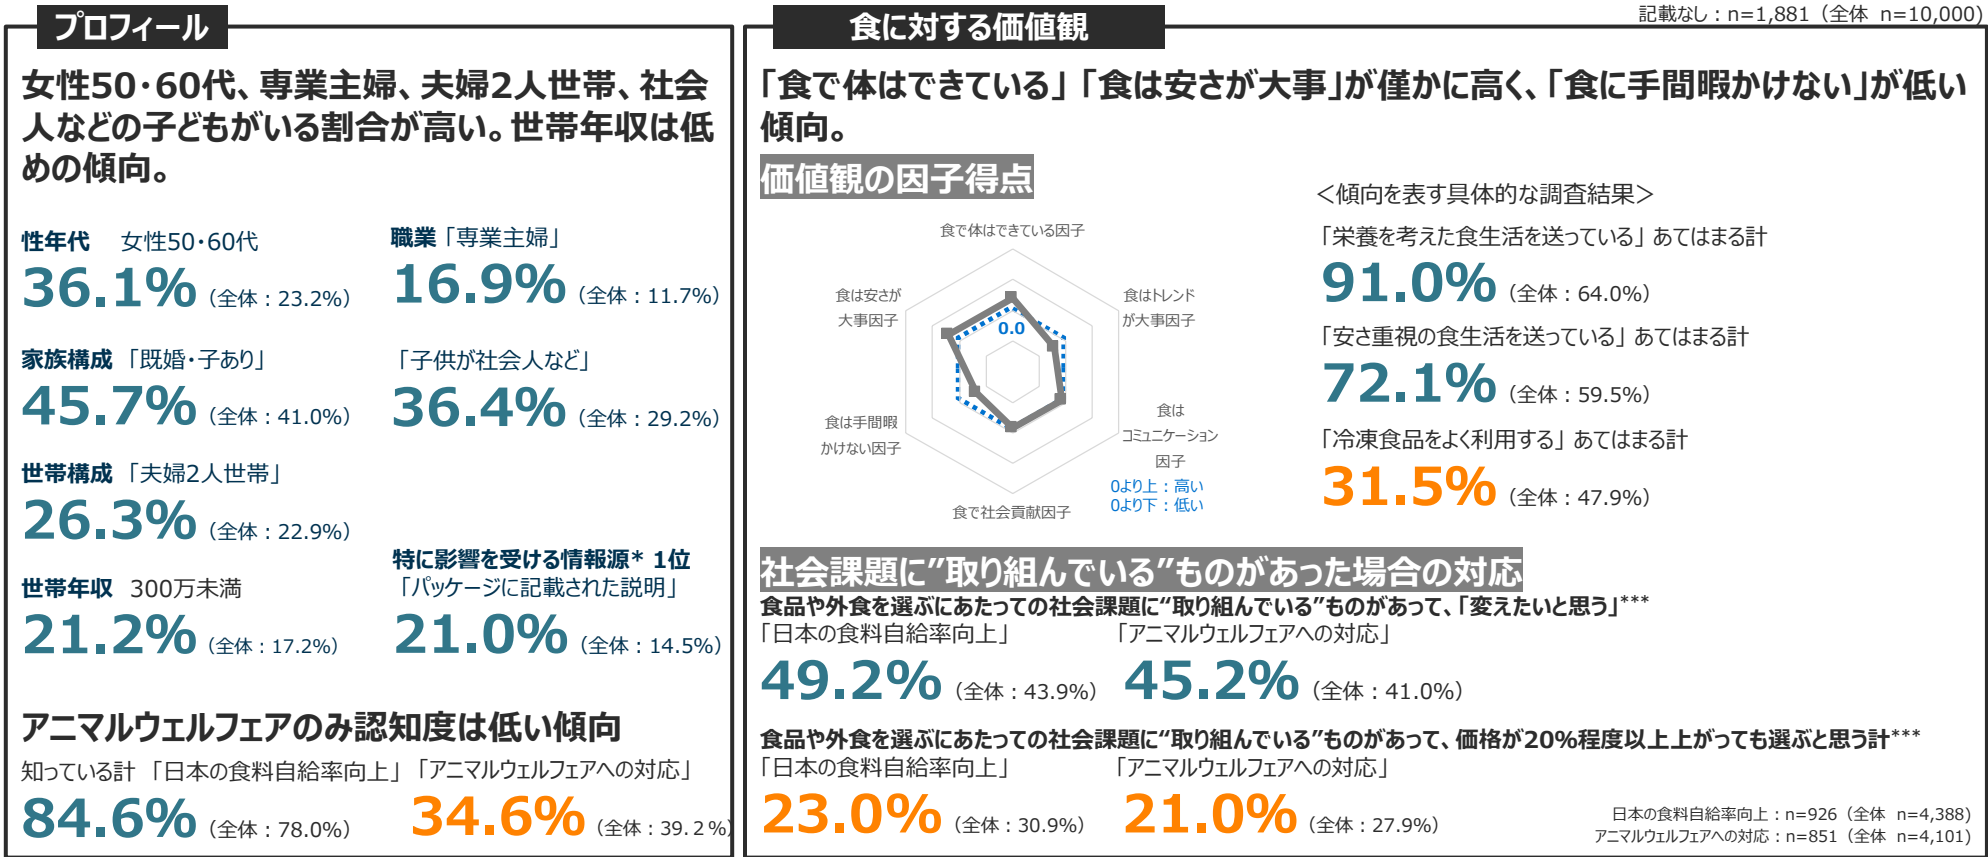 プロフィール
女性50・60代、専業主婦、夫婦2人世帯、社会
人などの子どもがいる割合が高い。世帯年収は低
めの傾向。
性年代 女性50・60代
36.1% (全体:23.2%)
職業「専業主婦」
16.9% (全体:11.7%)
家族構成 「既婚・子あり」
45.7% (全体:41.0%)
「子供が社会人など」
36.4% (全体:29.2%)
世帯構成 「夫婦2人世帯」
26.3% (全体:22.9%)
世帯年収 300万未満
21.2% (全体:17.2%)
特に影響を受ける情報源* 1位
「パッケージに記載された説明」
21.0% (全体:14.5%)
アニマルウェルフェアのみ認知度は低い傾向
知っている計 「日本の食料自給率向上」「アニマルウェルフェアへの対応」
84.6% (全体:78.0%) 34.6% (全体:39.2%)
記載なし:n=1,881(全体 n=10,000)
食に対する価値観
「食で体はできている」「食は安さが大事」が僅かに高く、「食に手間暇かけない」が低い
傾向。
価値観の因子得点
食で体はできている因子
食はトレンド
が大事因子
食は
コミュニケーション
因子
食で社会貢献因子
食は手間暇
かけない因子
食は安さが
大事因子
0.0
0より上:高い
0より下:低い
<傾向を表す具体的な調査結果>
「栄養を考えた食生活を送っている」あてはまる計
91.0% (全体:64.0%)
「安さ重視の食生活を送っている」あてはまる計
72.1% (全体:59.5%)
「冷凍食品をよく利用する」あてはまる計
31.5% (全体:47.9%)
社会課題に”取り組んでいる”ものがあった場合の対応
食品や外食を選ぶにあたっての社会課題に“取り組んでいる”ものがあって、「変えたいと思う」***
「日本の食料自給率向上」 「アニマルウェルフェアへの対応」
49.2% (全体:43.9%) 45.2% (全体:41.0%)
食品や外食を選ぶにあたっての社会課題に“取り組んでいる”ものがあって、価格が20%程度以上上がっても選ぶと思う計***
「日本の食料自給率向上」 「アニマルウェルフェアへの対応」
23.0% (全体:30.9%) 21.0% (全体:27.9%)
日本の食料自給率向上:n=926(全体 n=4,388)
アニマルウェルフェアへの対応:n=851(全体 n=4,101)